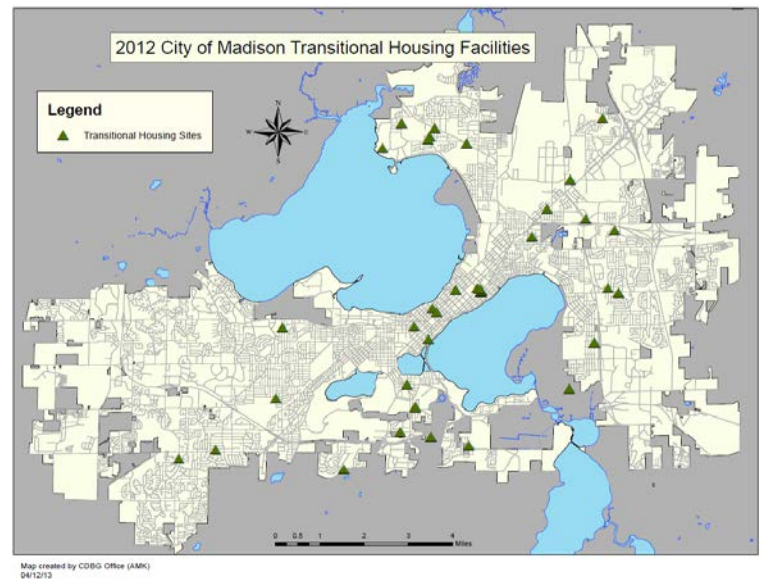 2012 City of Madison Transitional Housing Facilities
Legend
Transitional Housing Sites
N
W
S
0 0.5 1 2 3 4
Miles
Map created by CDBG Office (AMK)
04/12/13